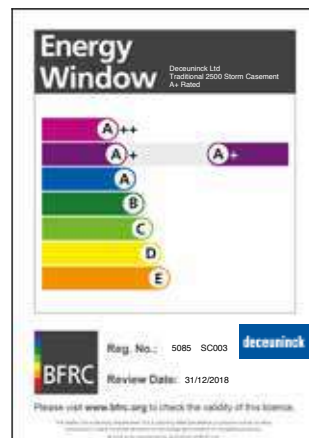 Energy
Window
Deceuninck Ltd
Traditional 2500 Storm Casement
A+ Rated
A++
A+ A+
A
B
C
D
E
BFRC
Reg. No.: 5085 SC003
deceuninck
Review Date: 31/12/2018
Please visit www.bfrc.org to check the validity of this licence.